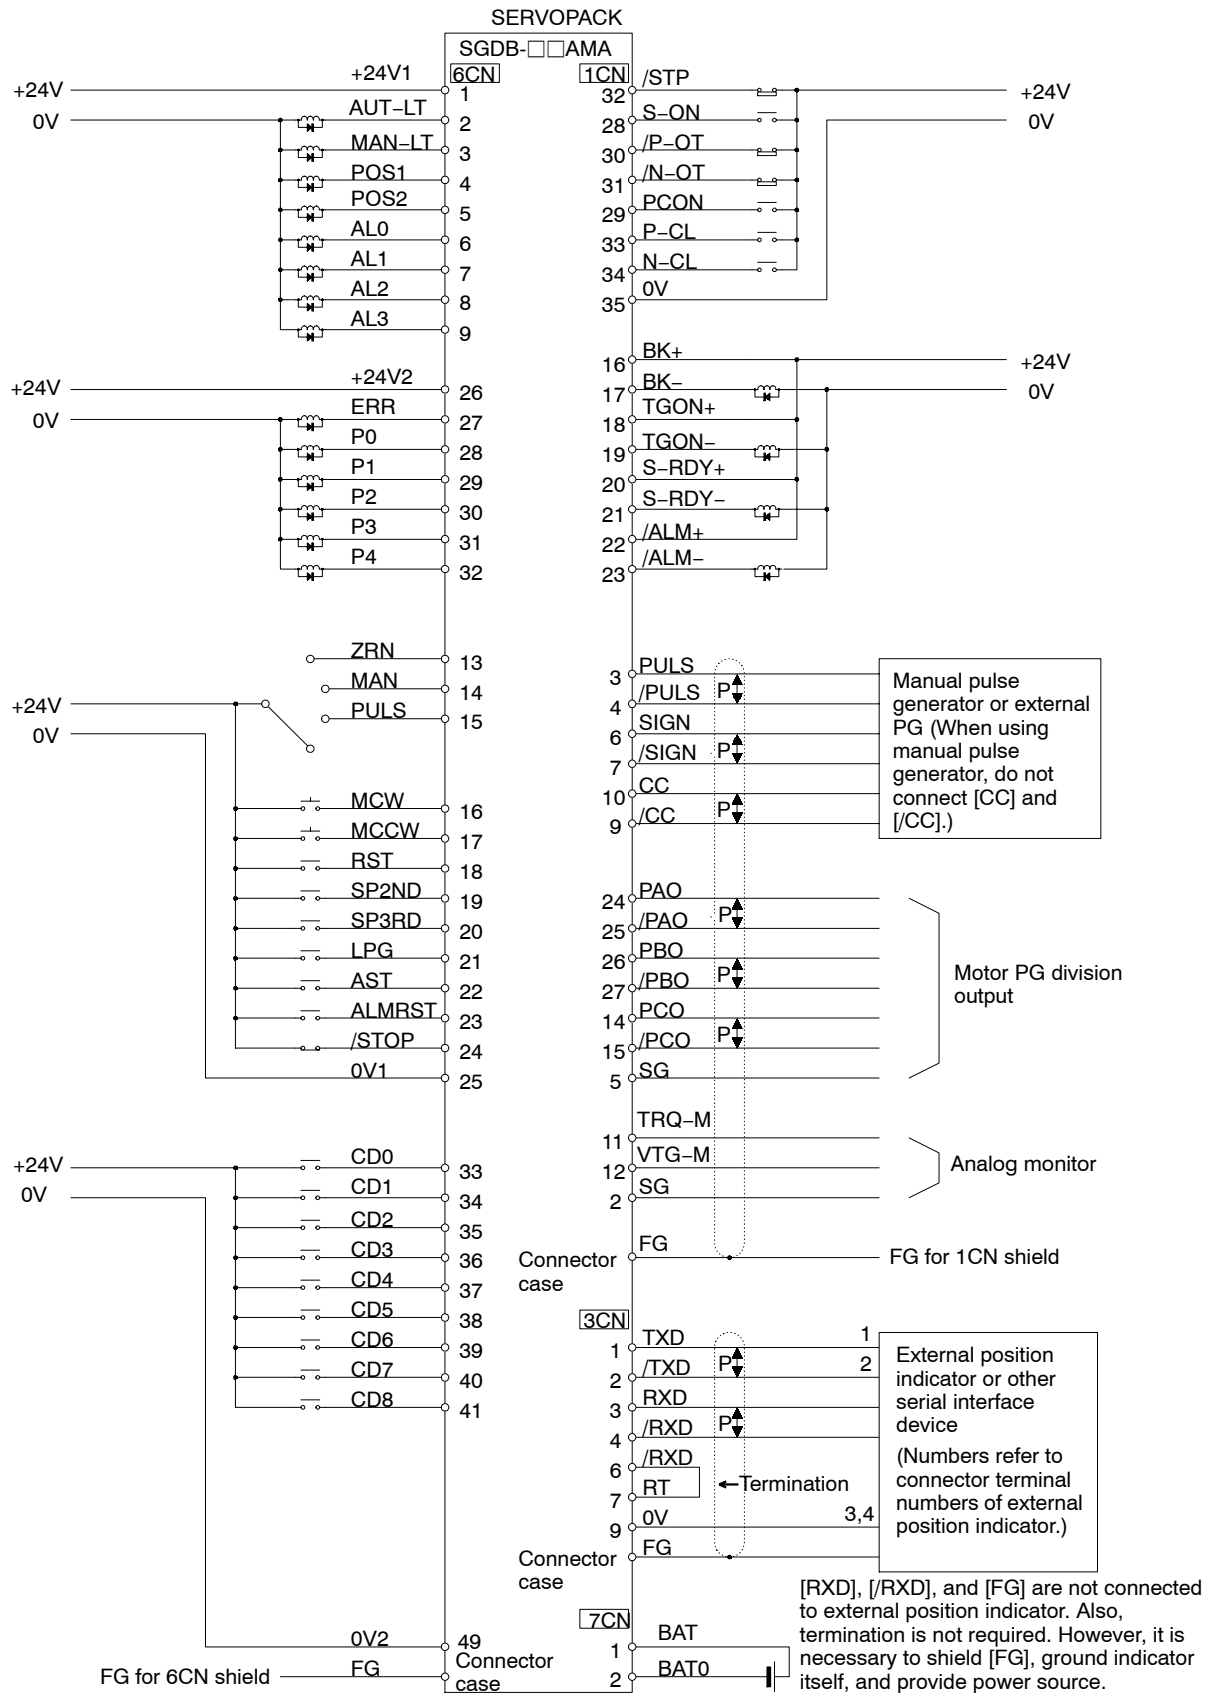 SERVOPACK
SGDB-□□AMA
6CN
1CN
+24V
+24V1
1
0V
AUT-LT
2
MAN-LT
3
POS1
4
POS2
5
AL0
6
AL1
7
AL2
8
AL3
9
+24V
+24V2
26
0V
ERR
27
P0
28
P1
29
P2
30
P3
31
P4
32
ZRN
13
MAN
14
+24V
PULS
15
0V
MCW
16
MCCW
17
RST
18
SP2ND
19
SP3RD
20
LPG
21
AST
22
ALMRST
23
/STOP
24
0V1
25
+24V
CD0
33
0V
CD1
34
CD2
35
CD3
36
CD4
37
CD5
38
CD6
39
CD7
40
CD8
41
0V2
49
FG for 6CN shield
FG
Connector
case
32
/STP
+24V
28
S-ON
0V
30
/P-OT
31
/N-OT
29
PCON
33
P-CL
34
N-CL
35
0V
16
BK+
+24V
17
BK-
0V
18
TGON+
19
TGON-
20
S-RDY+
21
S-RDY-
22
/ALM+
23
/ALM-
3
PULS
P
4
/PULS
6
SIGN
P
7
/SIGN
10
CC
P
9
/CC
Manual pulse
generator or external
PG (When using
manual pulse
generator, do not
connect [CC] and
[/CC].)
24
PAO
P
25
/PAO
26
PBO
P
27
/PBO
14
PCO
P
15
/PCO
5
SG
Motor PG division
output
11
TRQ-M
12
VTG-M
2
SG
Analog monitor
Connector
case
FG
FG for 1CN shield
3CN
1
TXD
1
P
2
/TXD
2
3
RXD
P
4
/RXD
6
/RXD
7
RT
←Termination
9
0V
3,4
Connector
case
FG
External position
indicator or other
serial interface
device
(Numbers refer to
connector terminal
numbers of external
position indicator.)
7CN
1
BAT
2
BAT0
[RXD], [/RXD], and [FG] are not connected
to external position indicator. Also,
termination is not required. However, it is
necessary to shield [FG], ground indicator
itself, and provide power source.